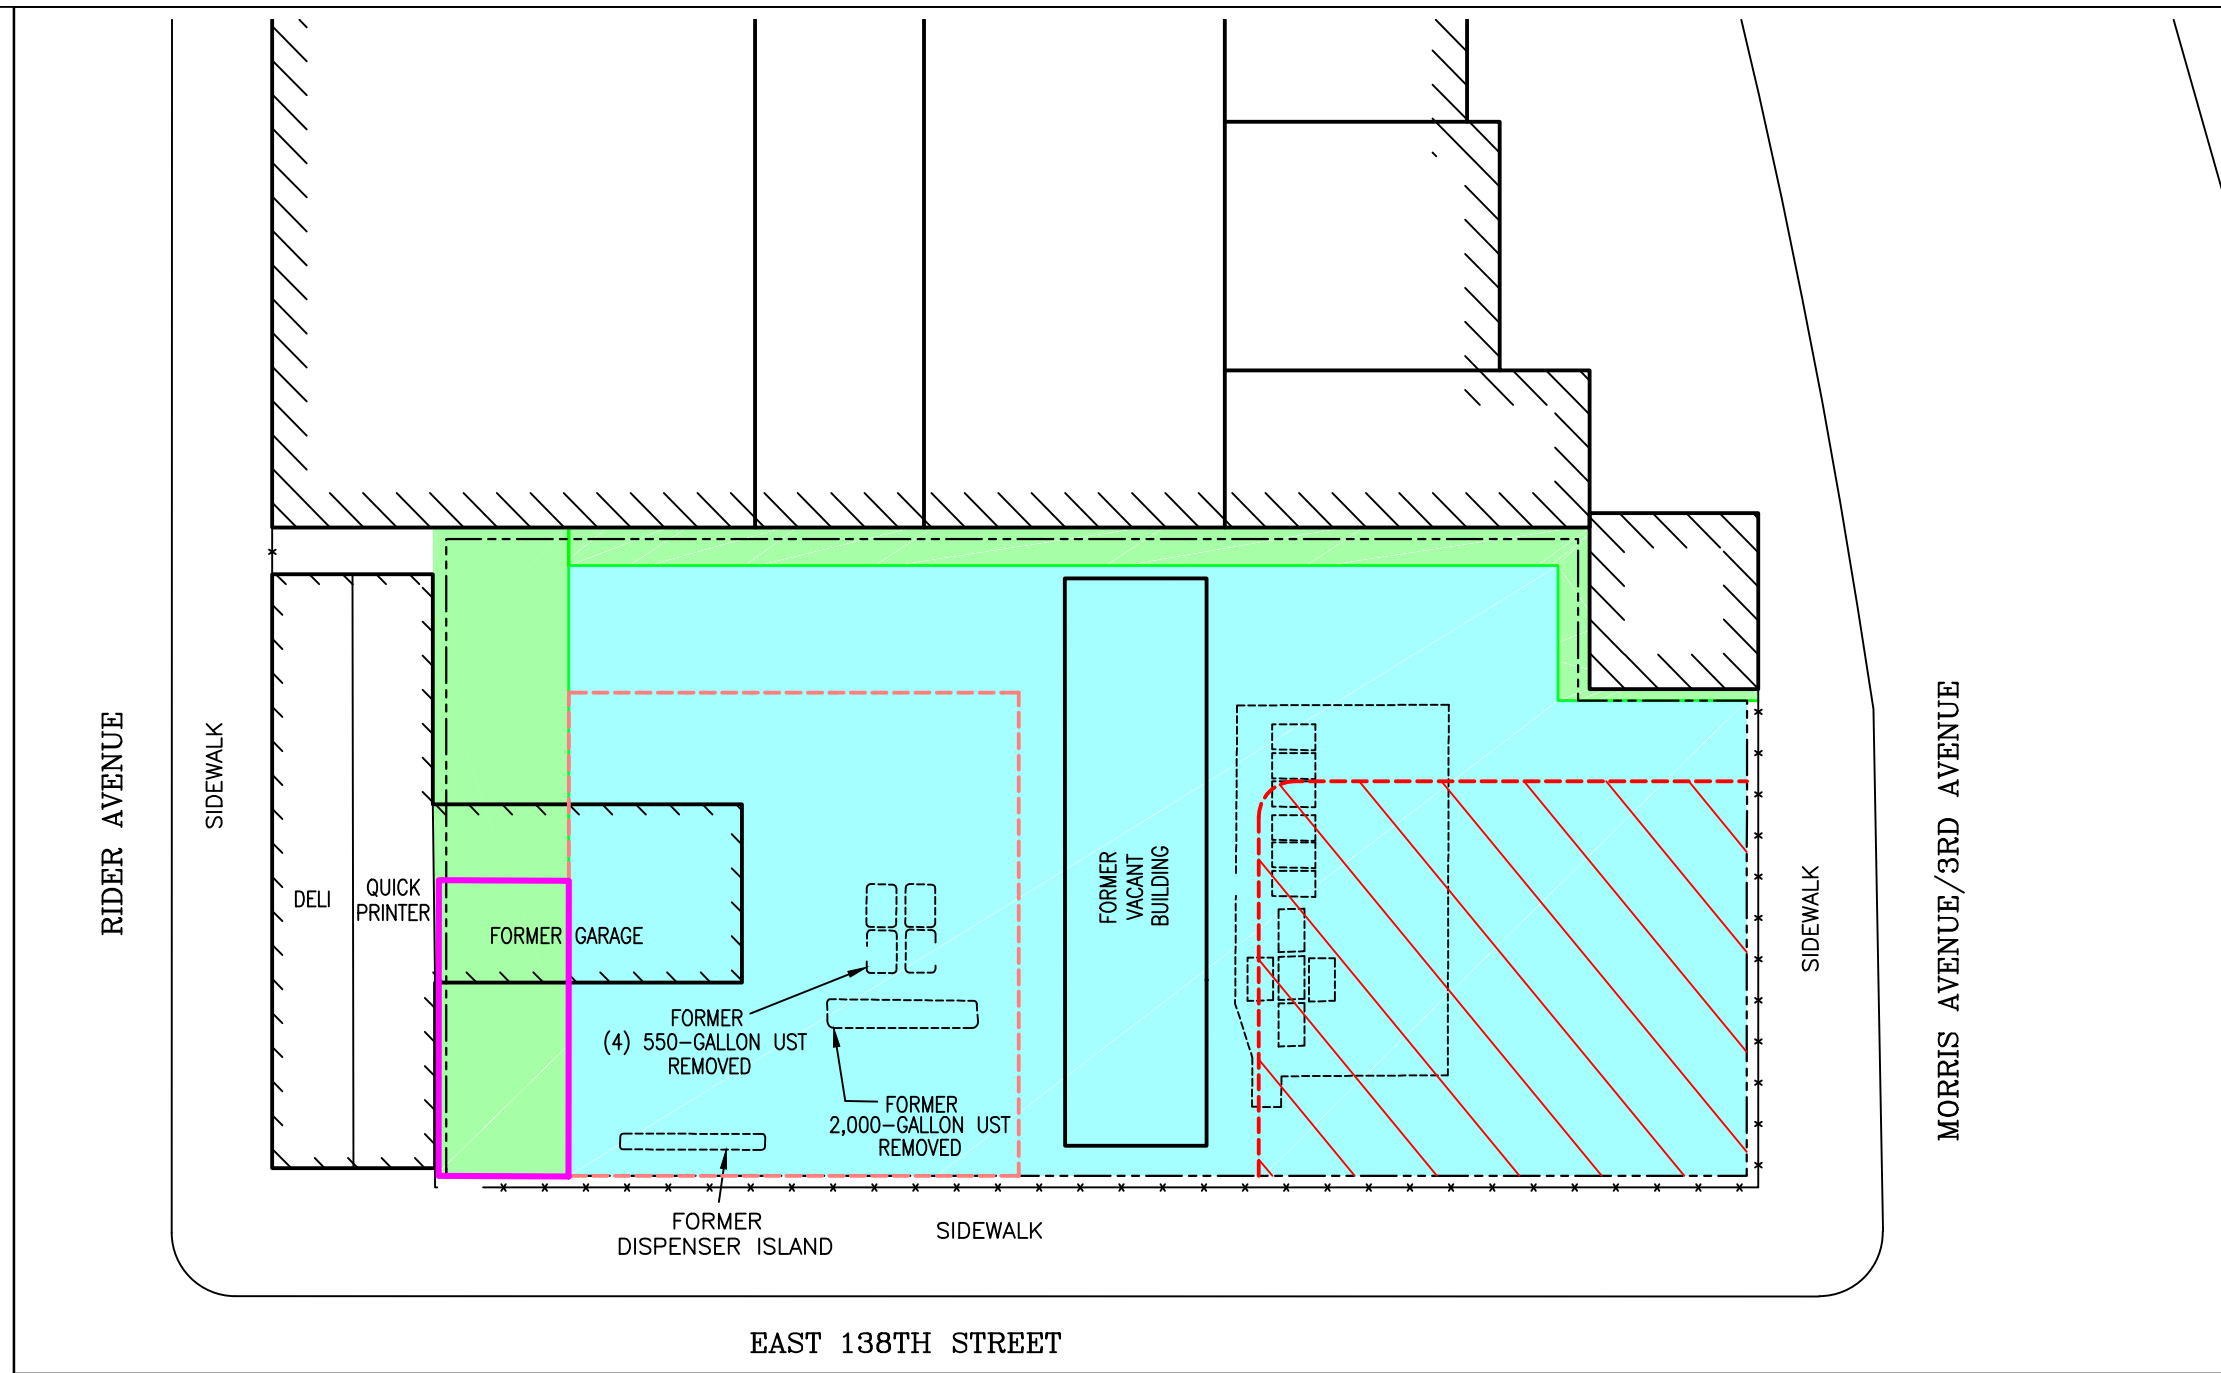 RIDER AVENUE
SIDEWALK
DELI
QUICK
PRINTER
FORMER GARAGE
FORMER
(4) 550-GALLON UST
REMOVED
FORMER
2,000-GALLON UST
REMOVED
FORMER
VACANT
BUILDING
SIDEWALK
MORRIS AVENUE/3RD AVENUE
FORMER
DISPENSER ISLAND
SIDEWALK
EAST 138TH STREET